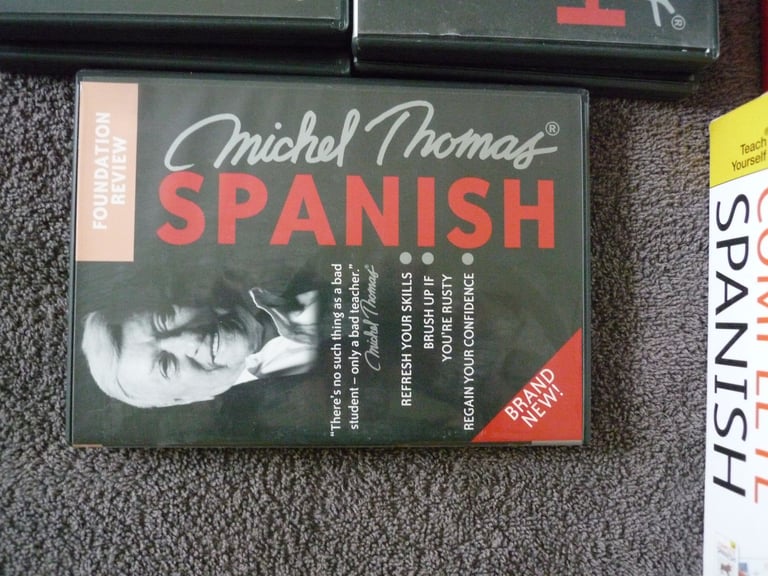 FOUNDATION
REVIEW
Michel Thomas®
SPANISH
"There's no such thing as a bad
student – only a bad teacher."
Michel Thomas
REFRESH YOUR SKILLS
BRUSH UP IF
YOU'RE RUSTY
REGAIN YOUR CONFIDENCE
BRAND
NEW!
H
®
Teach
Yourself
COMPLETE
SPANISH